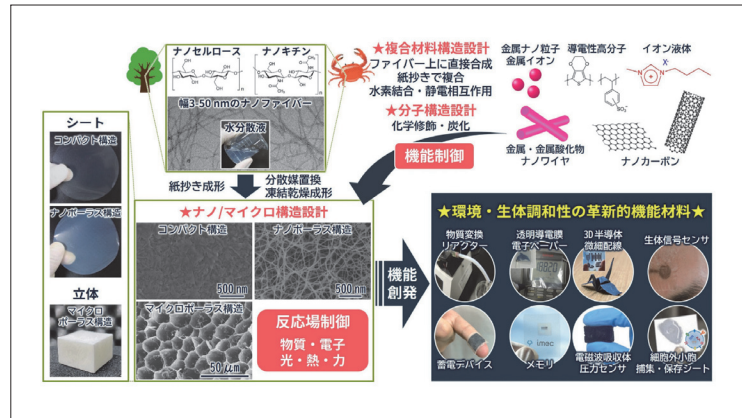 ナノセルロース
ナノキチン
幅3-50 nmのナノファイバー
水分散液
★複合材料構造設計
ファイバー上に直接合成
紙抄きで複合
水素結合・静電相互作用
★分子構造設計
化学修飾・炭化
機能制御
金属ナノ粒子
金属イオン
導電性高分子
イオン液体
金属・金属酸化物
ナノワイヤ
ナノカーボン
シート
コンパクト構造
ナノポーラス構造
立体
マイクロ
ポーラス構造
紙抄き成形
分散媒置換
凍結乾燥成形
★ナノ/マイクロ構造設計
コンパクト構造
500nm
ナノポーラス構造
500nm
マイクロポーラス構造
50μm
反応場制御
物質・電子
光・熱・力
機能
創発
★環境・生体調和性の革新的機能材料★
物質変換
リアクター
透明導電膜
電子ペーパー
3D半導体
微細配線
生体信号センサ
蓄電デバイス
メモリ
imec
電磁波吸収体
圧力センサ
細胞外小胞
捕集・保存シート